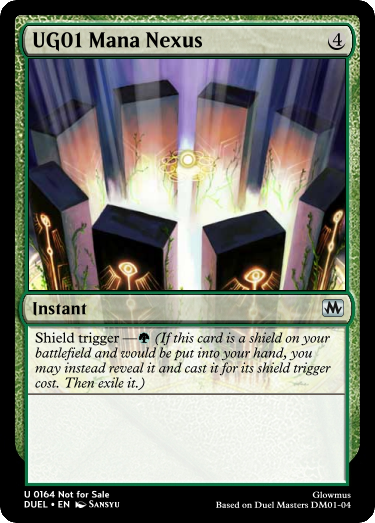 UG01 Mana Nexus 4
Instant
Shield trigger — (If this card is a shield on your
battlefield and would be put into your hand, you
may instead reveal it and cast it for its shield trigger
cost. Then exile it.)
U 0164 Not for Sale
Glowmus
DUEL • EN SANSYU
Based on Duel Masters DM01-04